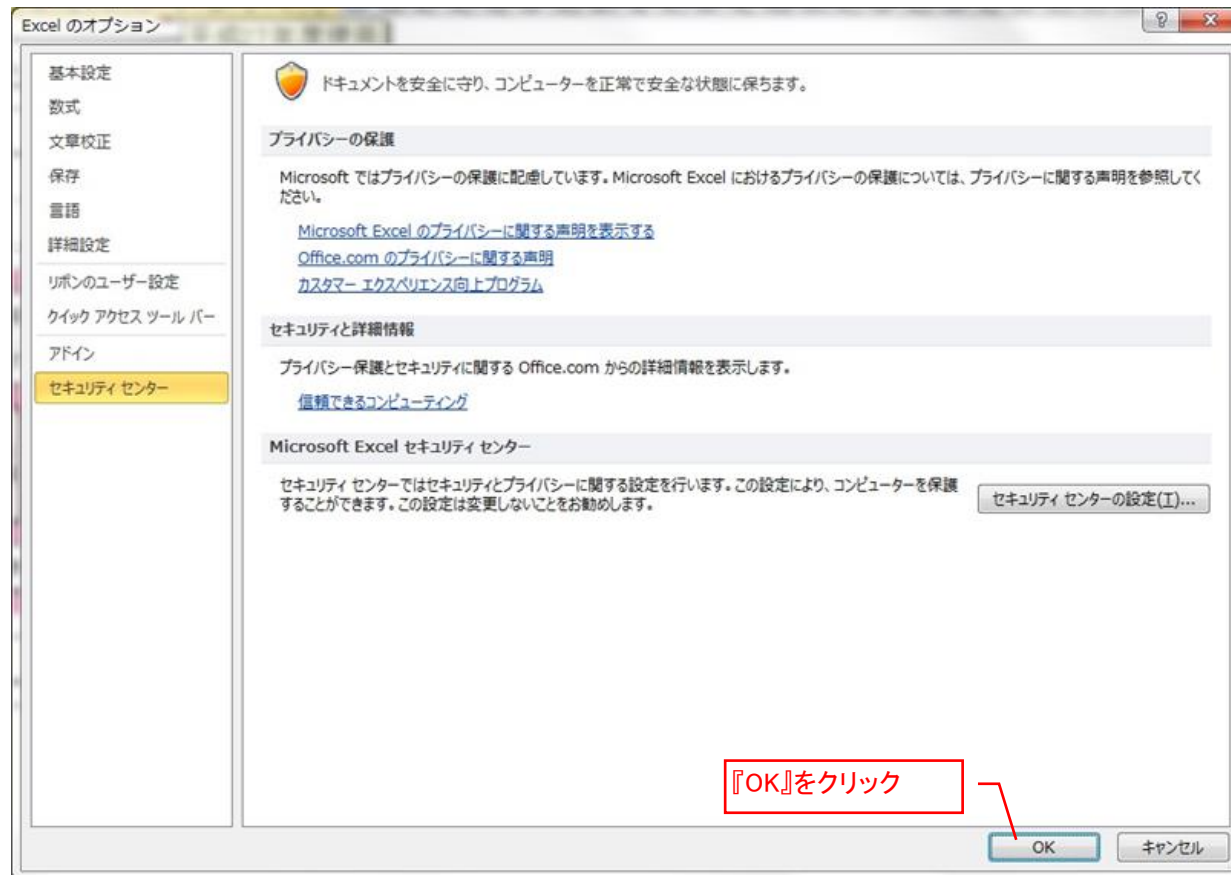 Excel のオプション
基本設定
数式
文章校正
保存
言語
詳細設定
リボンのユーザー設定
クイック アクセス ツール バー
アドイン
セキュリティ センター
ドキュメントを安全に守り、コンピューターを正常で安全な状態に保ちます。
プライバシーの保護
Microsoft ではプライバシーの保護に配慮しています。Microsoft Excel におけるプライバシーの保護については、プライバシーに関する声明を参照してく
ださい。
Microsoft Excel のプライバシーに関する声明を表示する
Office.com のプライバシーに関する声明
カスタマー エクスペリエンス向上プログラム
セキュリティと詳細情報
プライバシー保護とセキュリティに関する Office.com からの詳細情報を表示します。
信頼できるコンピューティング
Microsoft Excel セキュリティ センター
セキュリティ センターではセキュリティとプライバシーに関する設定を行います。この設定により、コンピューターを保護
することができます。この設定は変更しないことをお勧めします。
セキュリティ センターの設定(T)...
『OK』をクリック
OK
キャンセル